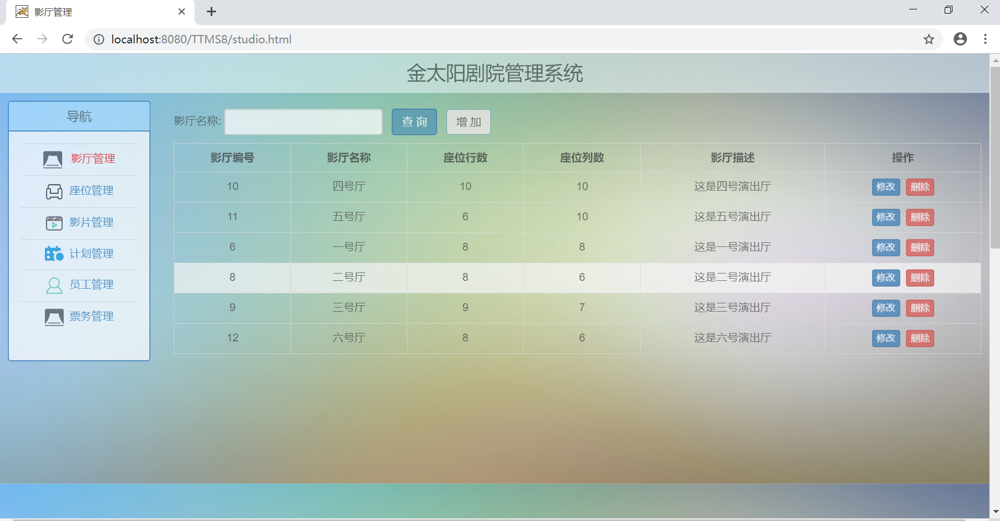 影厅管理
localhost:8080/TTMS8/studio.html
金太阳剧院管理系统
导航
影厅管理
座位管理
影片管理
计划管理
员工管理
票务管理
影厅名称: 查 询 增 加
影厅编号 影厅名称 座位行数 座位列数 影厅描述 操作
10 四号厅 10 10 这是四号演出厅 修改 删除
11 五号厅 6 10 这是五号演出厅 修改 删除
6 一号厅 8 8 这是一号演出厅 修改 删除
8 二号厅 8 6 这是二号演出厅 修改 删除
9 三号厅 9 7 这是三号演出厅 修改 删除
12 六号厅 8 6 这是六号演出厅 修改 删除